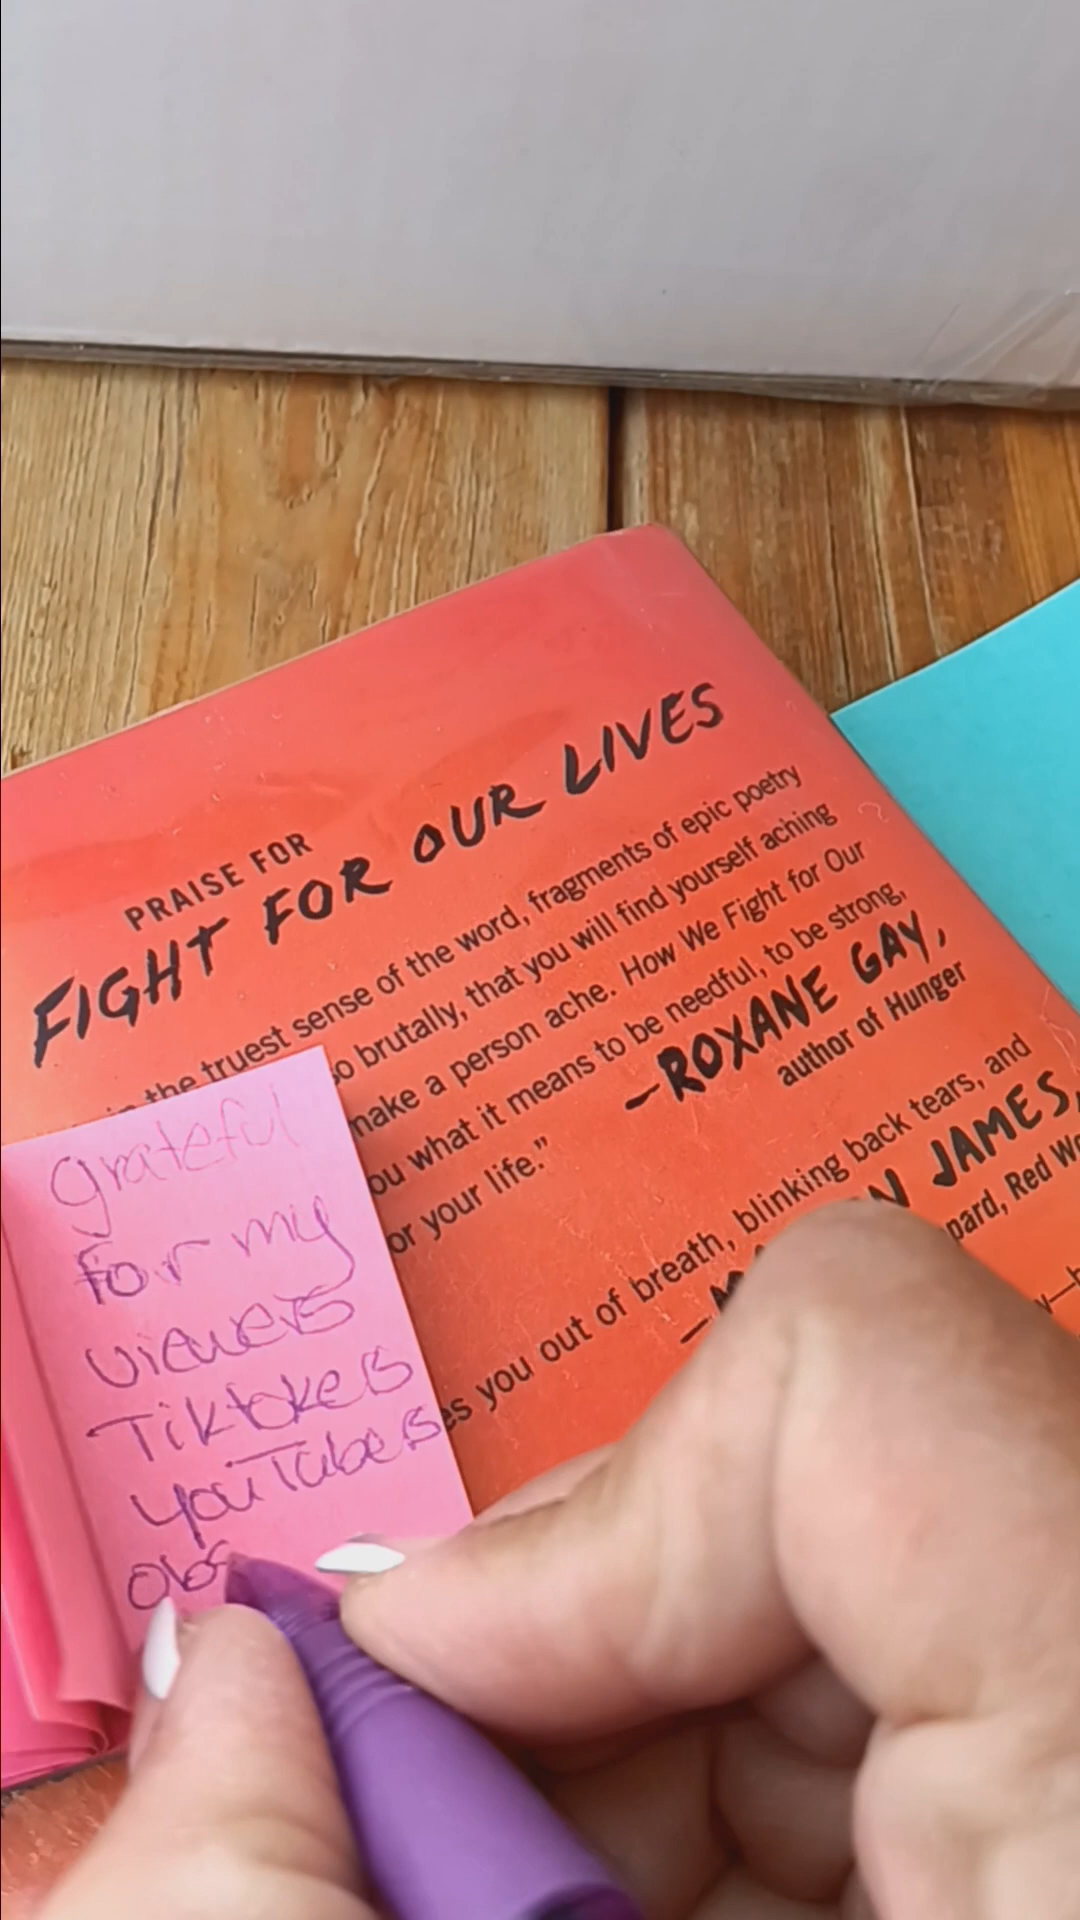 PRAISE FOR
FIGHT FOR OUR LIVES
in the truest sense of the word, fragments of epic poetry
so brutally, that you will find yourself aching
make a person ache. How We Fight for Our
ou what it means to be needful, to be strong,
or your life.”
—ROXANE GAY,
author of Hunger
es you out of breath, blinking back tears, and
N JAMES,
pard, Red Wo
y—b
grateful
for my
viewers
Tiktokers
youTubers
obs